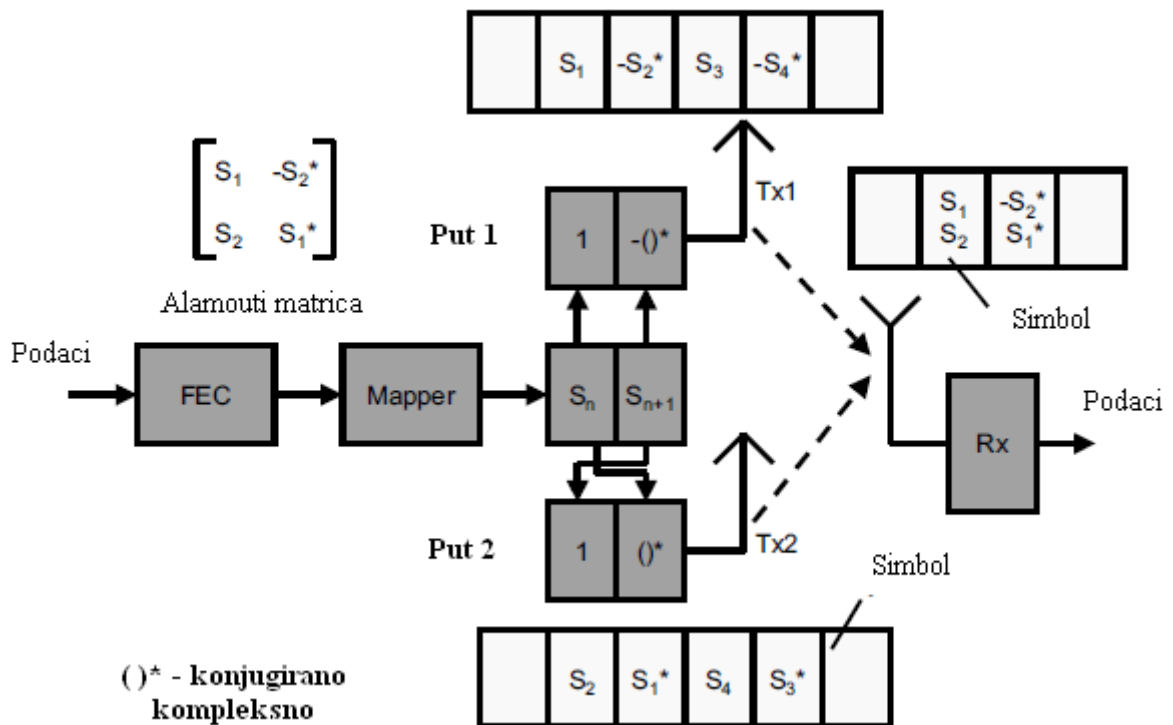 S₁ -S₂* S₃ -S₄*
S₁ -S₂*
S₂ S₁*
Alamouti matrica
Put 1
1 -()*
Tx1
S₁ -S₂*
S₂ S₁*
Simbol
Podaci
FEC
Mapper
Sₙ Sₙ₊₁
Rx
Podaci
Put 2
1 ()*
Tx2
Simbol
S₂ S₁* S₄ S₃*
( )* - konjugirano
kompleksno